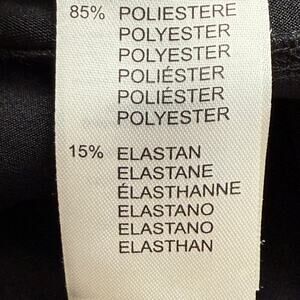 85% POLIESTERE
POLYESTER
POLYESTER
POLIÉSTER
POLIÉSTER
POLYESTER
15% ELASTAN
ELASTANE
ÉLASTHANNE
ELASTANO
ELASTANO
ELASTHAN